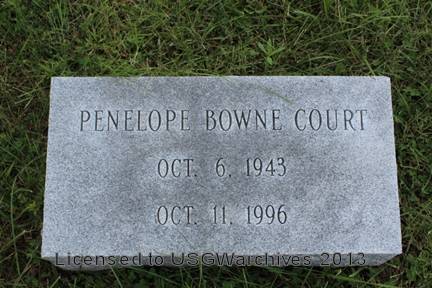 PENELOPE BOWNE COURT
OCT. 6, 1943
OCT. 11, 1996
Licensed to USGWarchives 2013